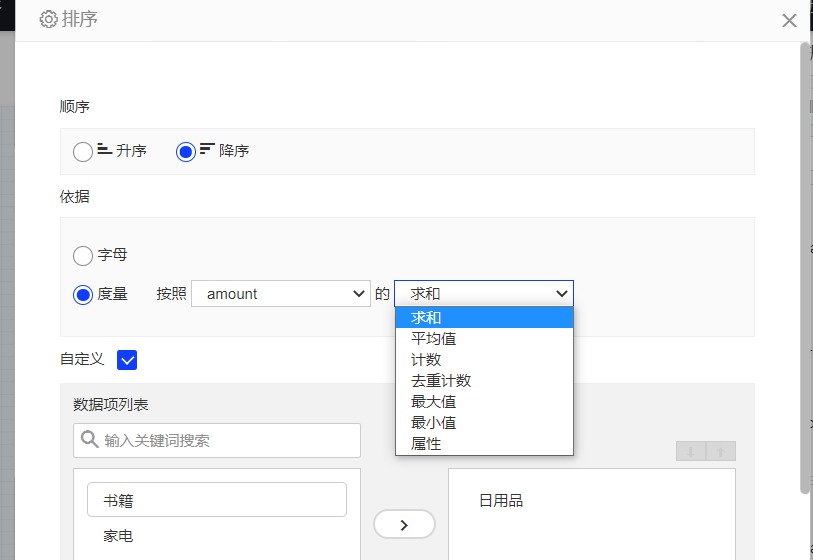 排序
顺序
升序 降序
依据
字母
度量 按照 amount 的 求和
求和
平均值
计数
去重计数
最大值
最小值
属性
自定义
数据项列表
输入关键词搜索
书籍
家电
日用品